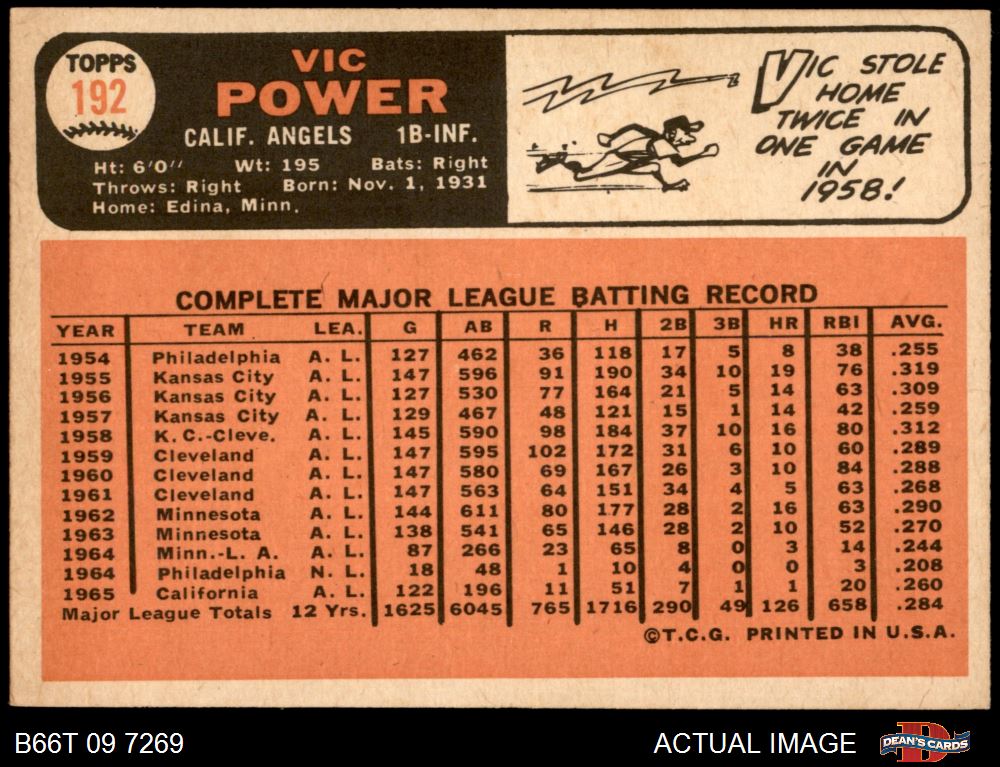 TOPPS
192
VIC
POWER
CALIF. ANGELS 1B-INF.
Ht: 6'0" Wt: 195 Bats: Right
Throws: Right Born: Nov. 1, 1931
Home: Edina, Minn.
VIC STOLE
HOME
TWICE IN
ONE GAME
IN
1958!
COMPLETE MAJOR LEAGUE BATTING RECORD
YEAR TEAM LEA. G AB R H 2B 3B HR RBI AVG.
1954 Philadelphia A. L. 127 462 36 118 17 5 8 38 .255
1955 Kansas City A. L. 147 596 91 190 34 10 19 76 .319
1956 Kansas City A. L. 127 530 77 164 21 5 14 63 .309
1957 Kansas City A. L. 129 467 48 121 15 1 14 42 .259
1958 K. C.-Cleve. A. L. 145 590 98 184 37 10 16 80 .312
1959 Cleveland A. L. 147 595 102 172 31 6 10 60 .289
1960 Cleveland A. L. 147 580 69 167 26 3 10 84 .288
1961 Cleveland A. L. 147 563 64 151 34 4 5 63 .268
1962 Minnesota A. L. 144 611 80 177 28 2 16 63 .290
1963 Minnesota A. L. 138 541 65 146 28 2 10 52 .270
1964 Minn.-L. A. A. L. 87 266 23 65 8 0 3 14 .244
1964 Philadelphia N. L. 18 48 1 10 4 0 0 3 .208
1965 California A. L. 122 196 11 51 7 1 1 20 .260
Major League Totals 12 Yrs. 1625 6045 765 1716 290 49 126 658 .284
©T.C.G. PRINTED IN U.S.A.
B66T 09 7269 ACTUAL IMAGE DEAN'S CARDS